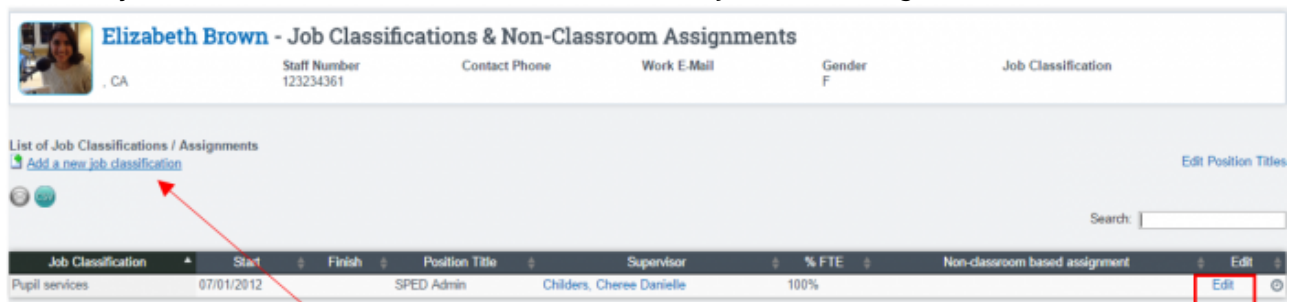 Elizabeth Brown - Job Classifications & Non-Classroom Assignments
Staff Number Contact Phone Work E-Mail Gender Job Classification
, CA 123234361 F
List of Job Classifications / Assignments
Add a new job classification Edit Position Titles
CSV
Search:
Job Classification Start Finish Position Title Supervisor % FTE Non-classroom based assignment Edit
Pupil services 07/01/2012 SPED Admin Childers, Cheree Danielle 100% Edit